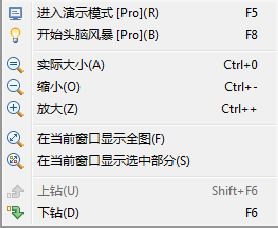 进入演示模式 [Pro](R) F5
开始头脑风暴 [Pro](B) F8
实际大小(A) Ctrl+0
缩小(O) Ctrl+-
放大(Z) Ctrl++
在当前窗口显示全图(F)
在当前窗口显示选中部分(S)
上钻(U) Shift+F6
下钻(D) F6